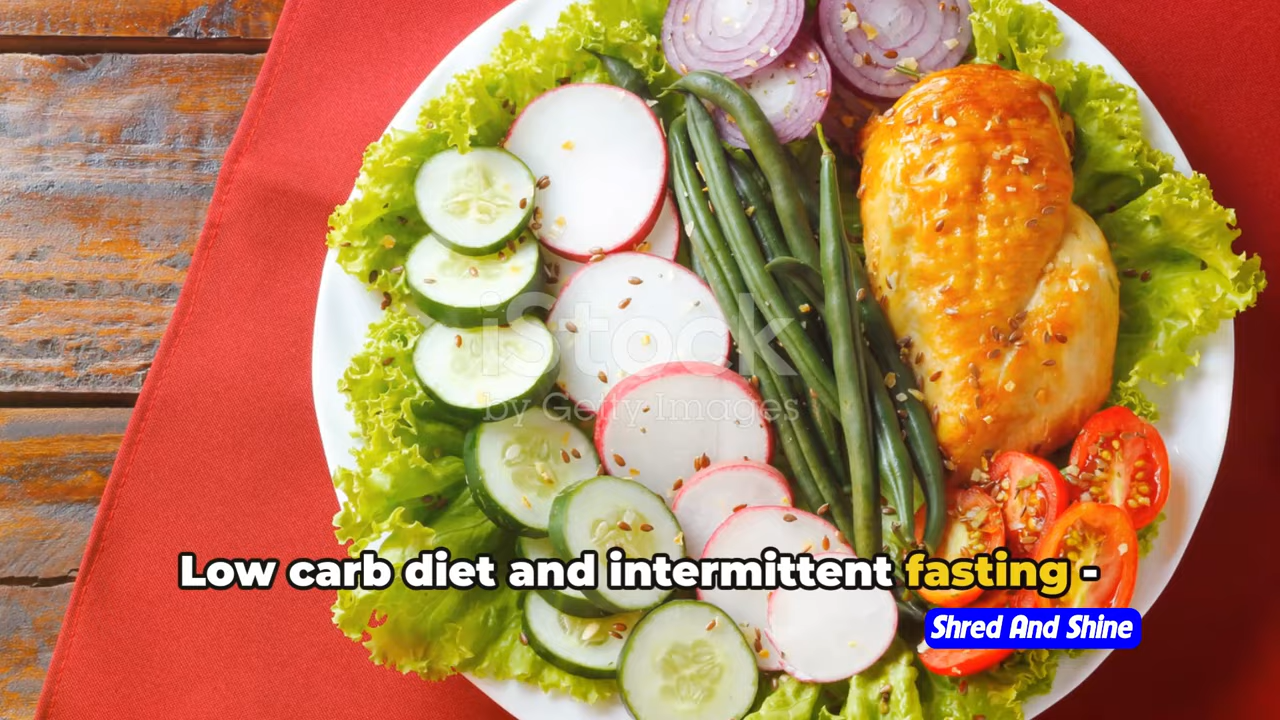 iStock
by Getty Images
Low carb diet and intermittent fasting -
Shred And Shine